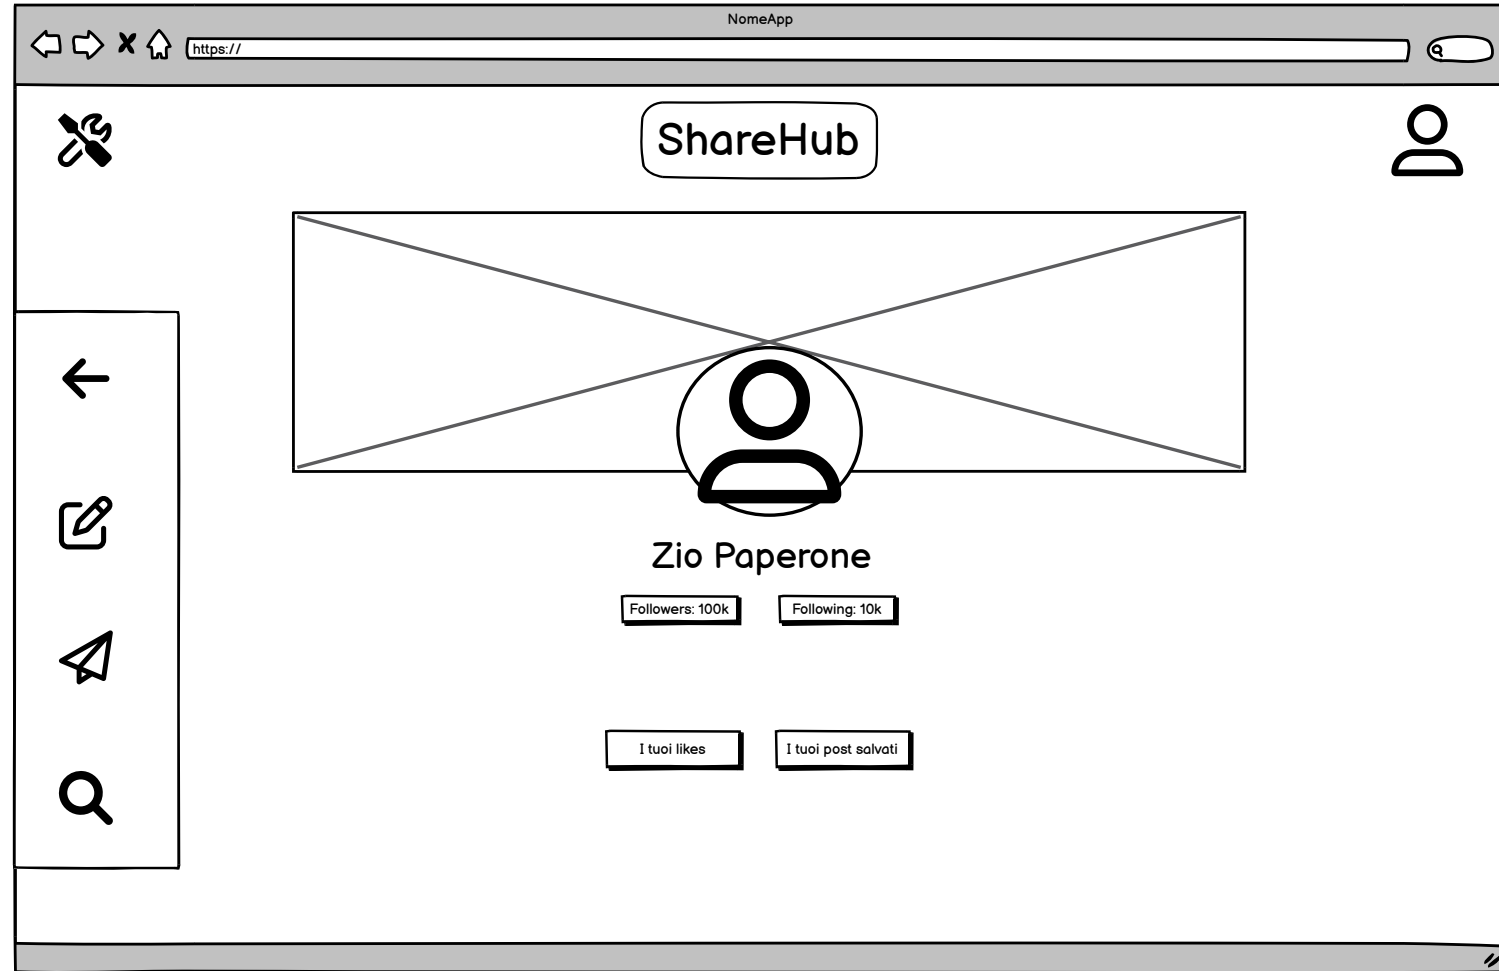 NomeApp
https://
ShareHub
Zio Paperone
Followers: 100k
Following: 10k
I tuoi likes
I tuoi post salvati